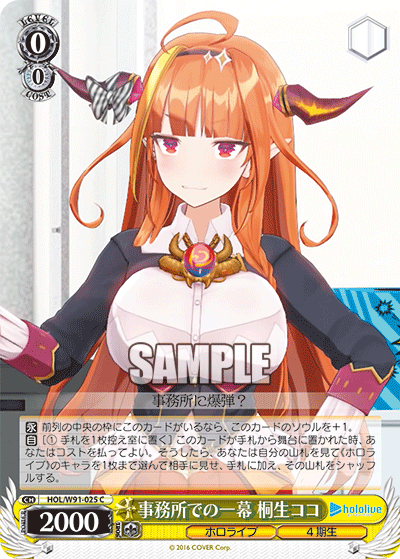 LEVEL
0
0
COST
SAMPLE
事務所に爆弾?
永 前列の中央の枠にこのカードがいるなら、このカードのソウルを+1。
自 [① 手札を1枚控え室に置く] このカードが手札から舞台に置かれた時、あ
なたはコストを払ってよい。そうしたら、あなたは自分の山札を見て《ホロ
ライブ》のキャラを1枚まで選んで相手に見せ、手札に加え、その山札をシャッフ
ルする。
CH HOL/W91-025 C
2000
事務所での一幕 桐生ココ
hololive
ホロライブ
4期生
© 2016 COVER Corp.